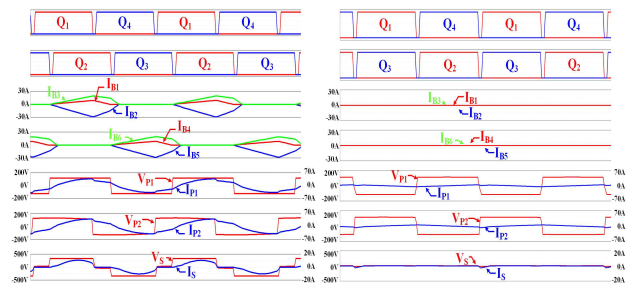 Q1 Q4 Q1 Q4
Q2 Q3 Q2 Q3
30A
0A
-30A
IB3 IB1
IB2
30A
0A
-30A
IB6 IB4
IB5
200V
0V
-200V
VP1
IP1
70A
0A
-70A
200V
0V
-200V
VP2
IP2
70A
0A
-70A
500V
0V
-500V
VS
IS
20A
0A
-20A
Q1 Q4 Q1 Q4
Q3 Q2 Q3 Q2
30A
0A
-30A
IB3 IB1
IB2
30A
0A
-30A
IB6 IB4
IB5
200V
0V
-200V
VP1
IP1
70A
0A
-70A
200V
0V
-200V
VP2
IP2
70A
0A
-70A
500V
0V
-500V
VS
IS
20A
0A
-20A